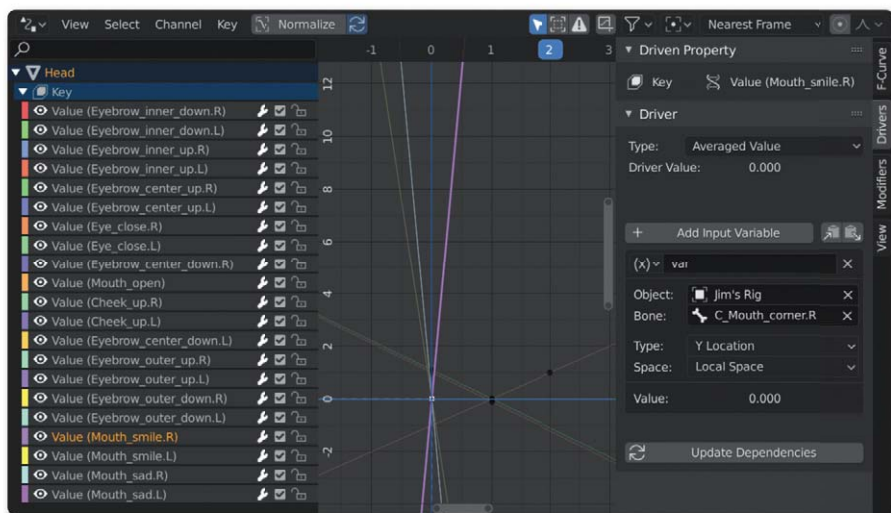 View Select Channel Key Normalize Nearest Frame
-1 0 1 2 3
Head
Key
Value (Eyebrow_inner_down.R)
Value (Eyebrow_inner_down.L)
Value (Eyebrow_inner_up.R)
Value (Eyebrow_inner_up.L)
Value (Eyebrow_center_up.R)
Value (Eyebrow_center_up.L)
Value (Eye_close.R)
Value (Eye_close.L)
Value (Eyebrow_center_down.R)
Value (Mouth_open)
Value (Cheek_up.R)
Value (Cheek_up.L)
Value (Eyebrow_center_down.L)
Value (Eyebrow_outer_up.R)
Value (Eyebrow_outer_up.L)
Value (Eyebrow_outer_down.R)
Value (Eyebrow_outer_down.L)
Value (Mouth_smile.R)
Value (Mouth_smile.L)
Value (Mouth_sad.R)
Value (Mouth_sad.L)
12
10
8
6
4
2
0
-2
Driven Property
Key Value (Mouth_smile.R)
Driver
Type: Averaged Value
Driver Value: 0.000
+ Add Input Variable
(x) var
Object: Jim's Rig
Bone: C_Mouth_corner.R
Type: Y Location
Space: Local Space
Value: 0.000
Update Dependencies
F-Curve
Drivers
Modifiers
View